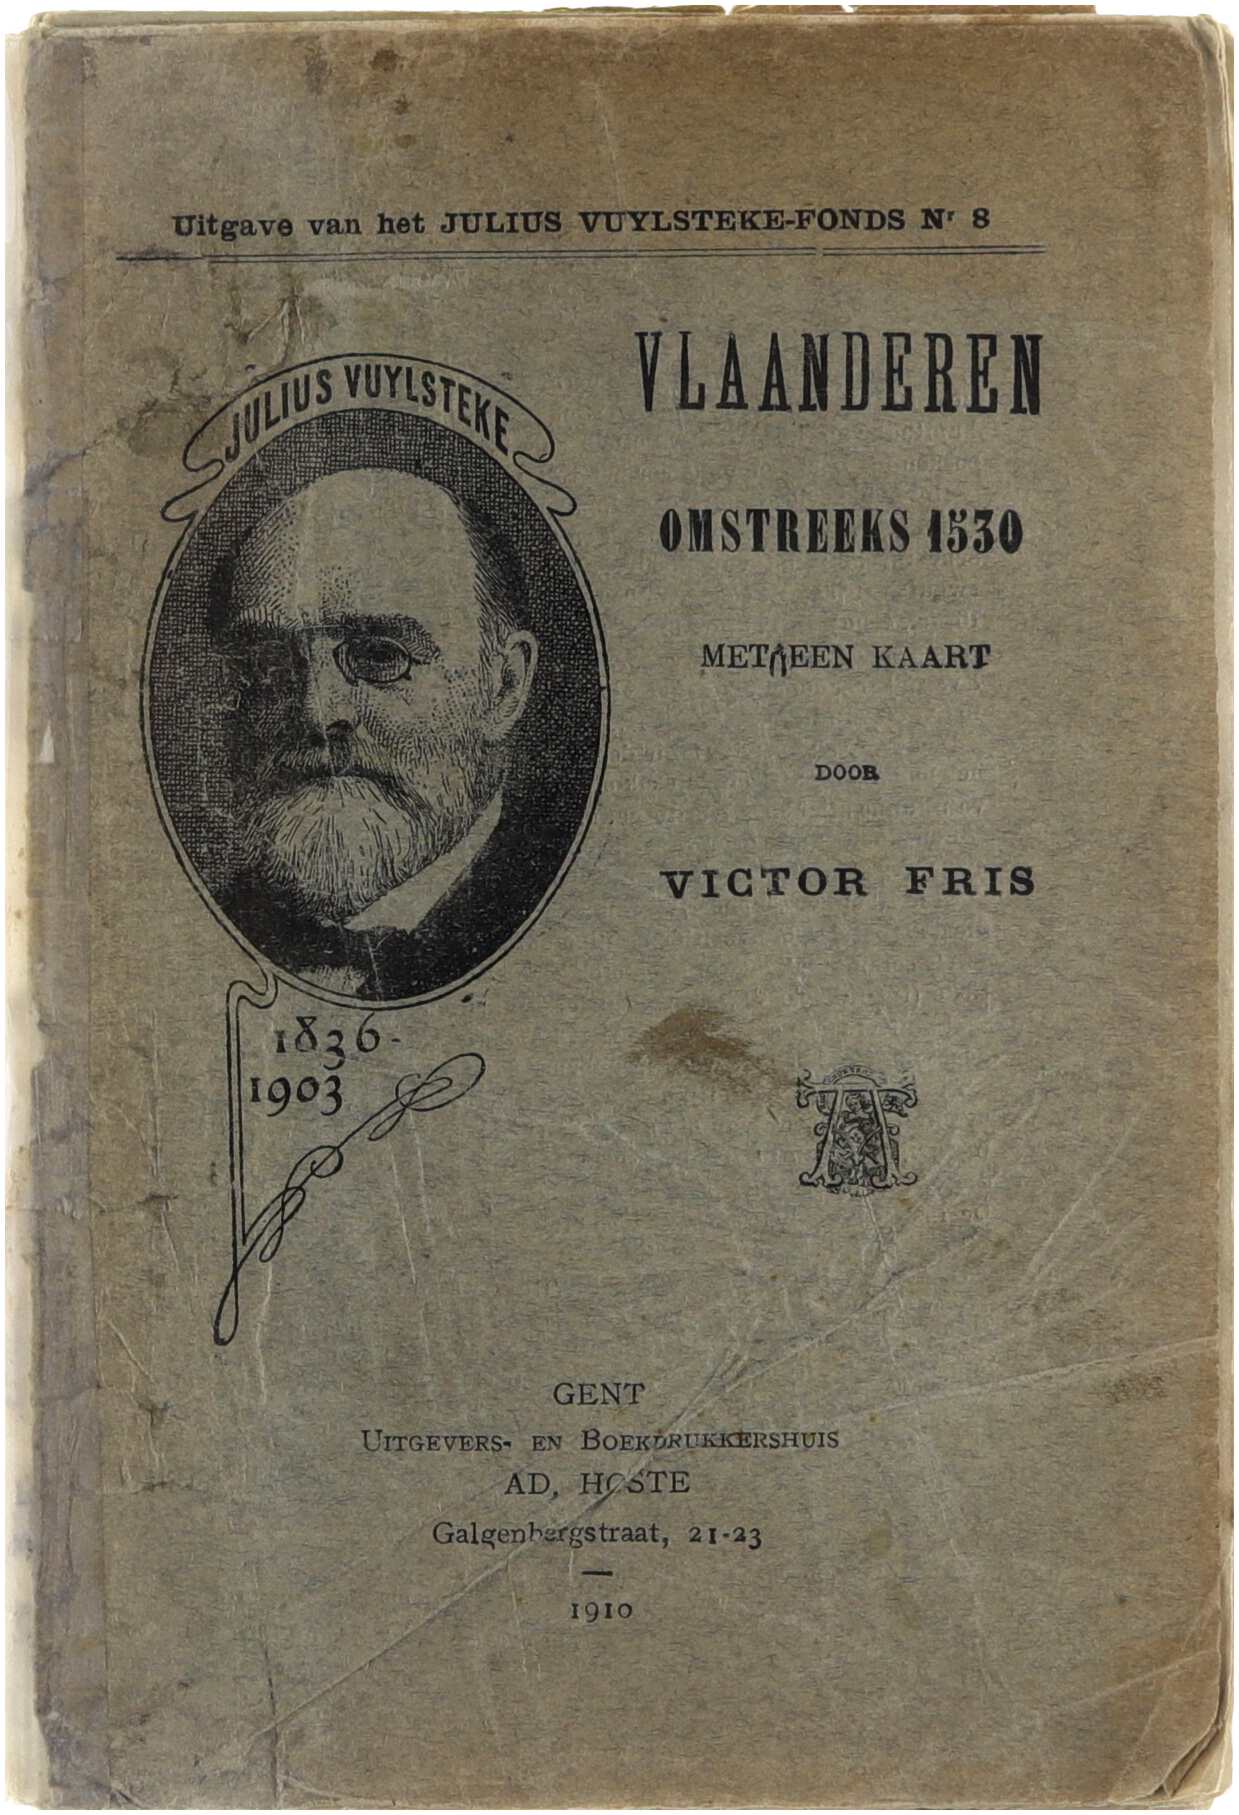 Uitgave van het JULIUS VUYLSTEKE-FONDS Nr 8
JULIUS VUYLSTEKE
1836-
1903
VLAANDEREN
OMSTREEKS 1530
MET EEN KAART
DOOR
VICTOR FRIS
GENT
UITGEVERS- EN BOEKDRUKKERSHUIS
AD. HOSTE
Galgenbergstraat, 21-23
1910